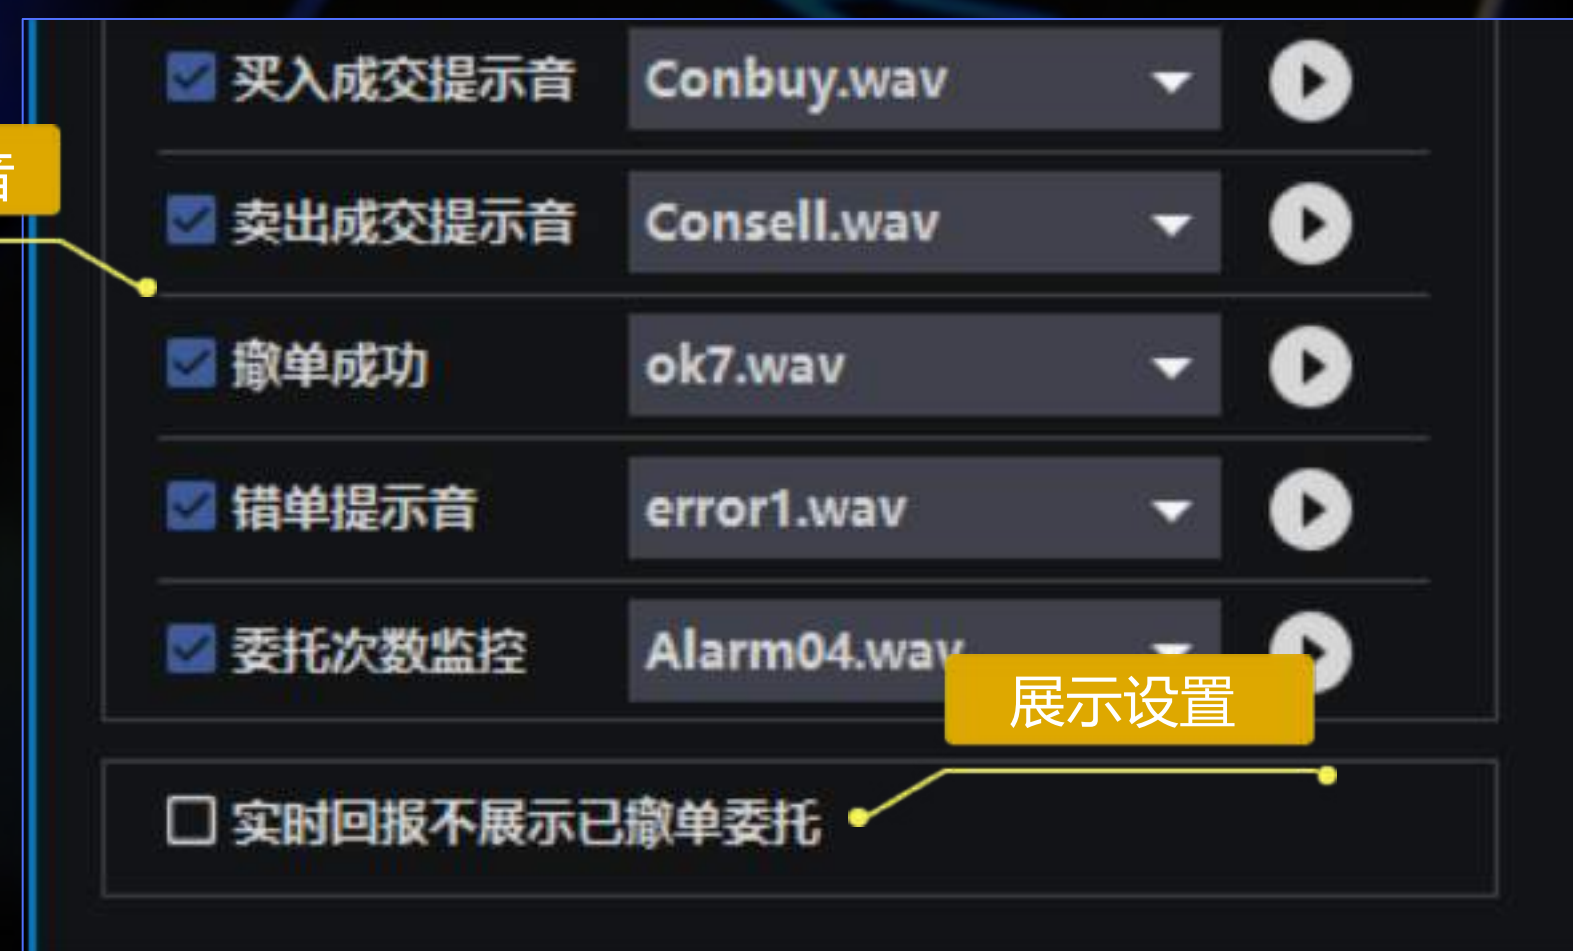 买入成交提示音 Conbuy.wav
音
卖出成交提示音 Consell.wav
撤单成功 ok7.wav
错单提示音 error1.wav
委托次数监控 Alarm04.wav
展示设置
实时回报不展示已撤单委托